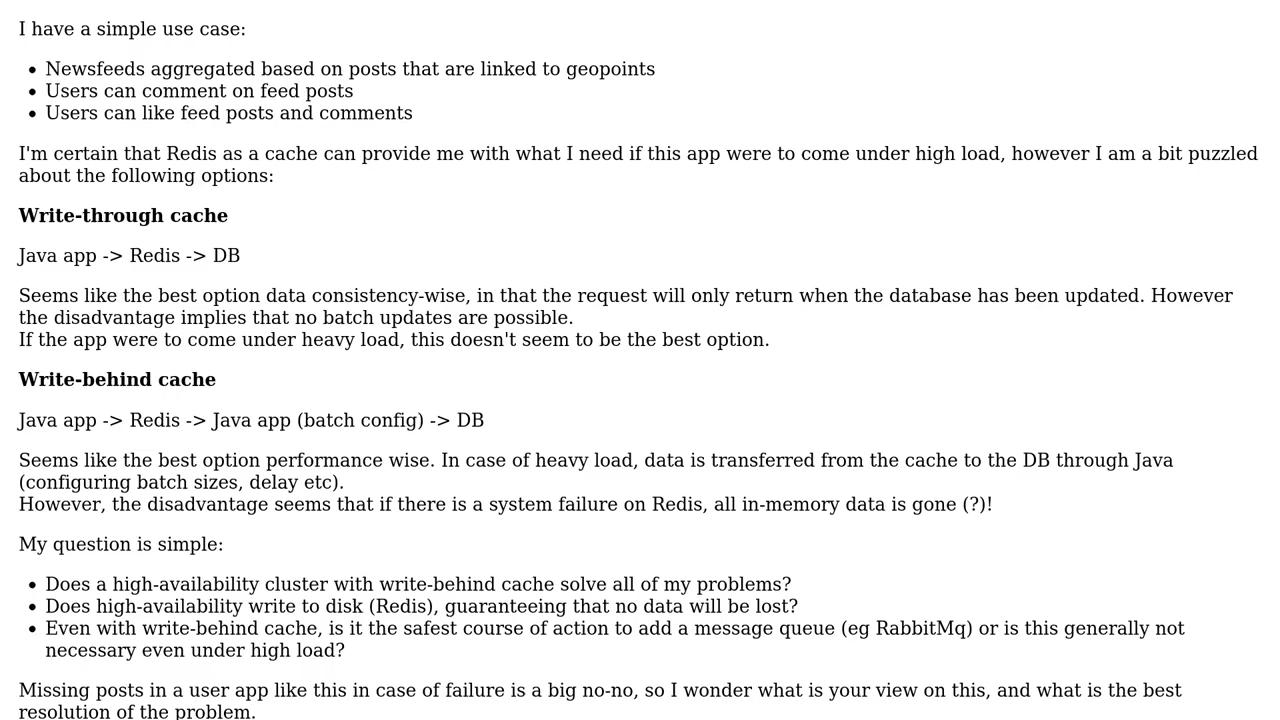 I have a simple use case:
• Newsfeeds aggregated based on posts that are linked to geopoints
• Users can comment on feed posts
• Users can like feed posts and comments
I'm certain that Redis as a cache can provide me with what I need if this app were to come under high load, however I am a bit puzzled
about the following options:
Write-through cache
Java app -> Redis -> DB
Seems like the best option data consistency-wise, in that the request will only return when the database has been updated. However
the disadvantage implies that no batch updates are possible.
If the app were to come under heavy load, this doesn't seem to be the best option.
Write-behind cache
Java app -> Redis -> Java app (batch config) -> DB
Seems like the best option performance wise. In case of heavy load, data is transferred from the cache to the DB through Java
(configuring batch sizes, delay etc).
However, the disadvantage seems that if there is a system failure on Redis, all in-memory data is gone (?)!
My question is simple:
• Does a high-availability cluster with write-behind cache solve all of my problems?
• Does high-availability write to disk (Redis), guaranteeing that no data will be lost?
• Even with write-behind cache, is it the safest course of action to add a message queue (eg RabbitMq) or is this generally not
necessary even under high load?
Missing posts in a user app like this in case of failure is a big no-no, so I wonder what is your view on this, and what is the best
resolution of the problem.